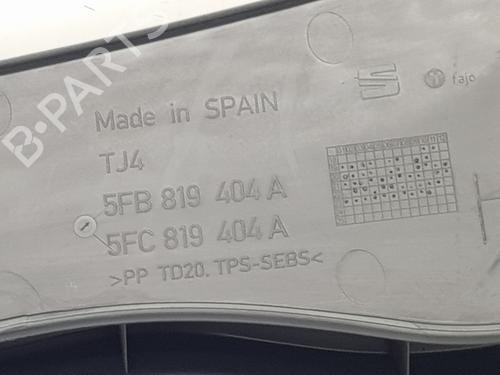 B-PARTS
Made in SPAIN
fajo
TJ4
5FB 819 404 A
5FC 819 404 A
>PP TD20.TPS-SEBS<